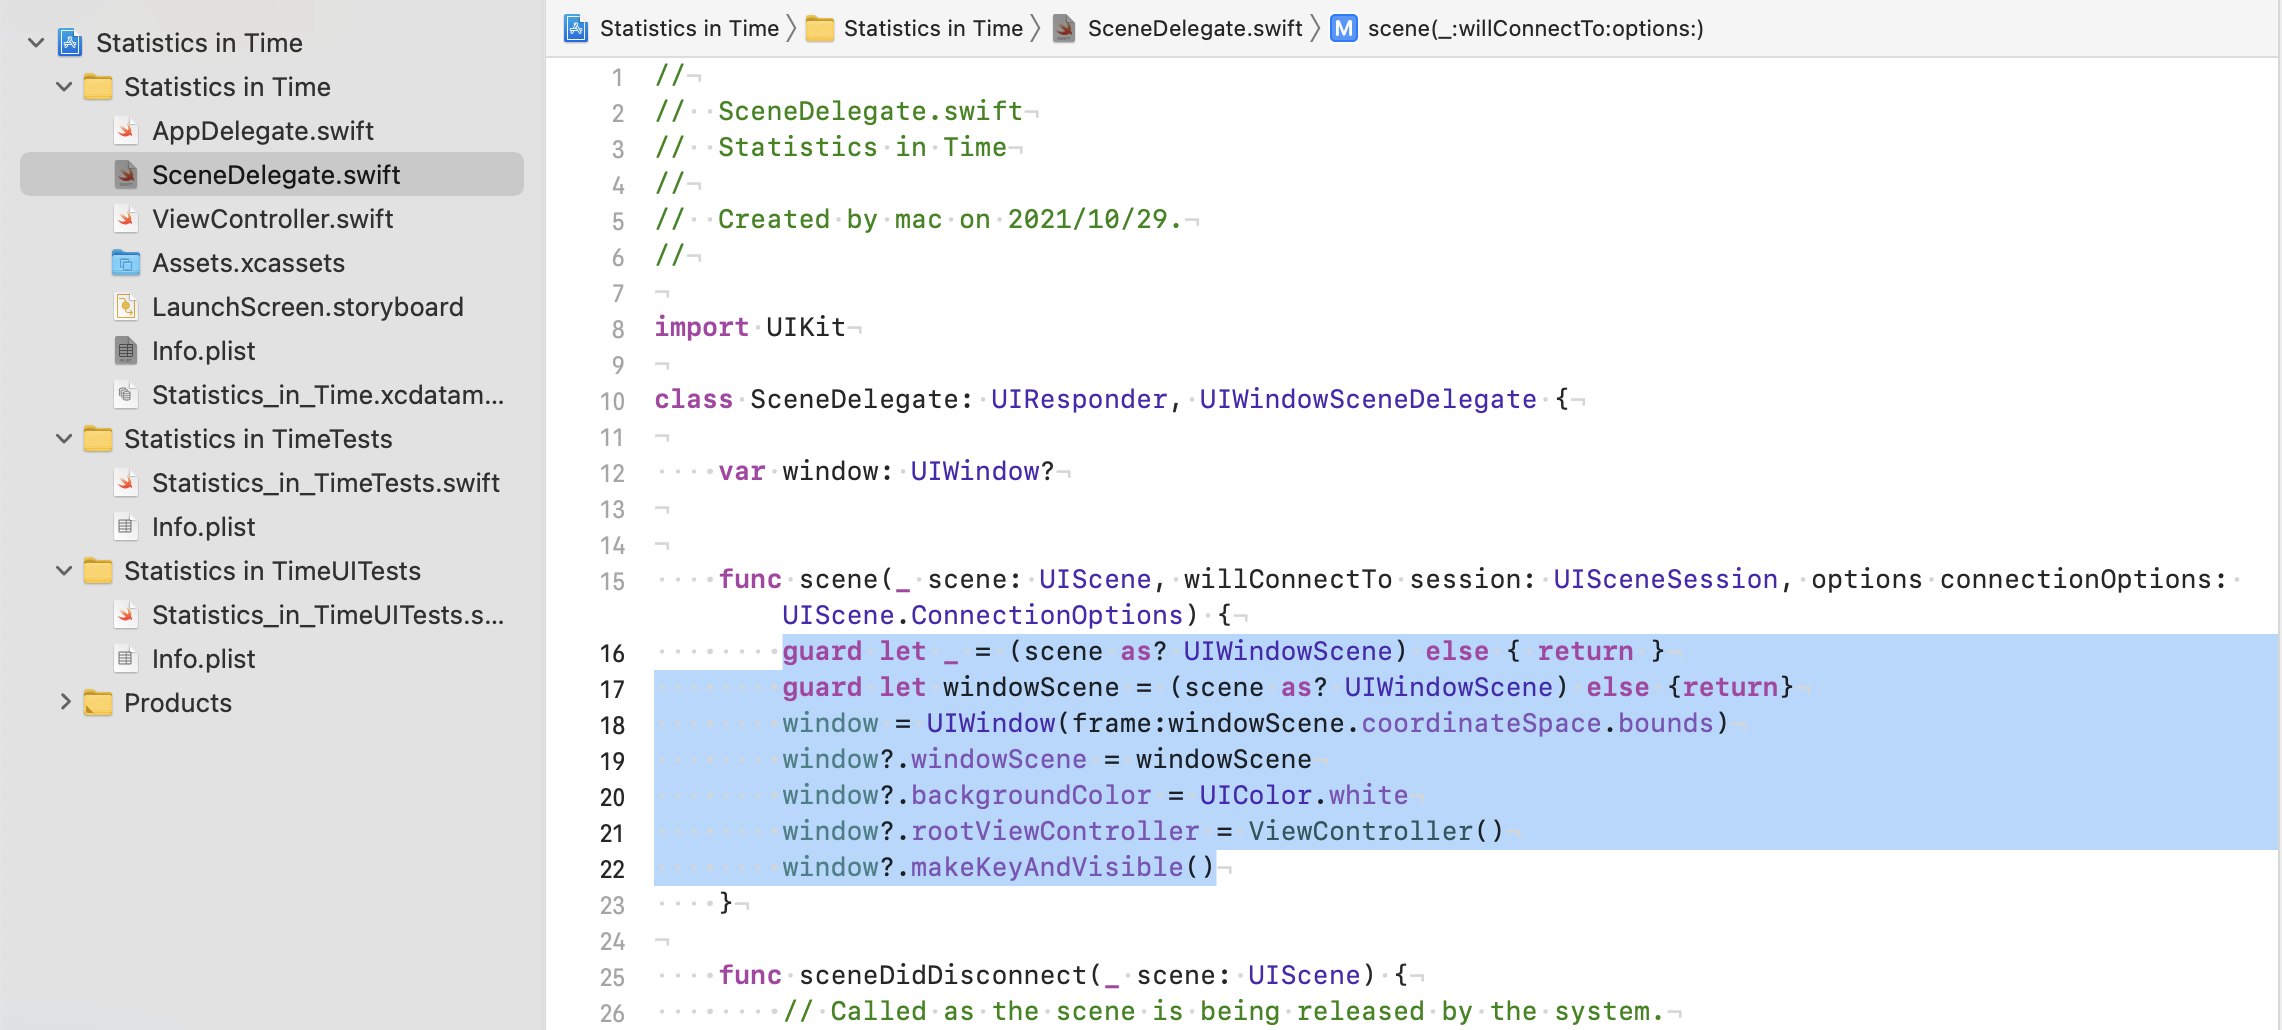 Statistics in Time
Statistics in Time
AppDelegate.swift
SceneDelegate.swift
ViewController.swift
Assets.xcassets
LaunchScreen.storyboard
Info.plist
Statistics_in_Time.xcdatam...
Statistics in TimeTests
Statistics_in_TimeTests.swift
Info.plist
Statistics in TimeUITests
Statistics_in_TimeUITests.s...
Info.plist
Products
Statistics in Time 〉 Statistics in Time 〉 SceneDelegate.swift 〉 M scene(_:willConnectTo:options:)
1 //
2 //  SceneDelegate.swift
3 //  Statistics in Time
4 //
5 //  Created by mac on 2021/10/29.
6 //
7
8 import UIKit
9
10 class SceneDelegate: UIResponder, UIWindowSceneDelegate {
11
12     var window: UIWindow?
13
14
15     func scene(_ scene: UIScene, willConnectTo session: UISceneSession, options connectionOptions:
UIScene.ConnectionOptions) {
16         guard let _ = (scene as? UIWindowScene) else { return }
17         guard let windowScene = (scene as? UIWindowScene) else {return}
18         window = UIWindow(frame:windowScene.coordinateSpace.bounds)
19         window?.windowScene = windowScene
20         window?.backgroundColor = UIColor.white
21         window?.rootViewController = ViewController()
22         window?.makeKeyAndVisible()
23     }
24
25     func sceneDidDisconnect(_ scene: UIScene) {
26         // Called as the scene is being released by the system.